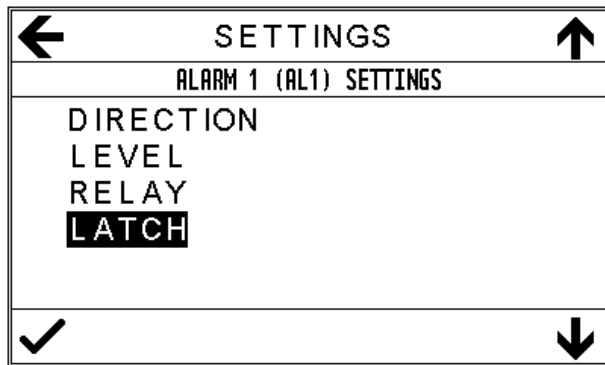 SETTINGS
ALARM 1 (AL1) SETTINGS
DIRECTION
LEVEL
RELAY
LATCH